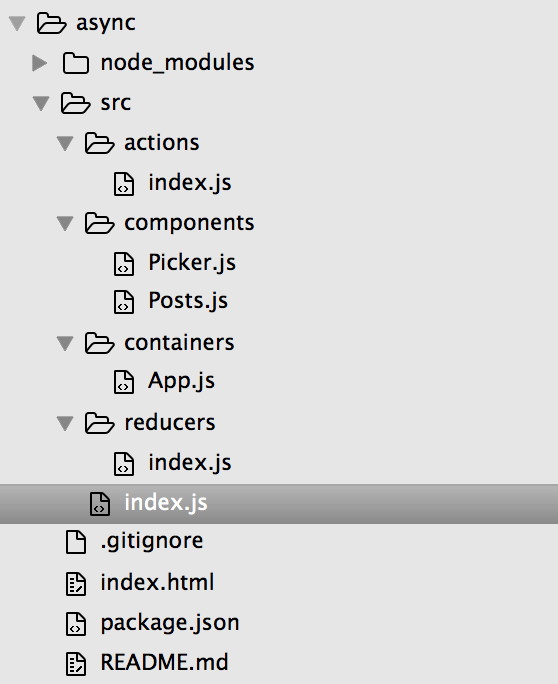 async
node_modules
src
actions
index.js
components
Picker.js
Posts.js
containers
App.js
reducers
index.js
index.js
.gitignore
index.html
package.json
README.md